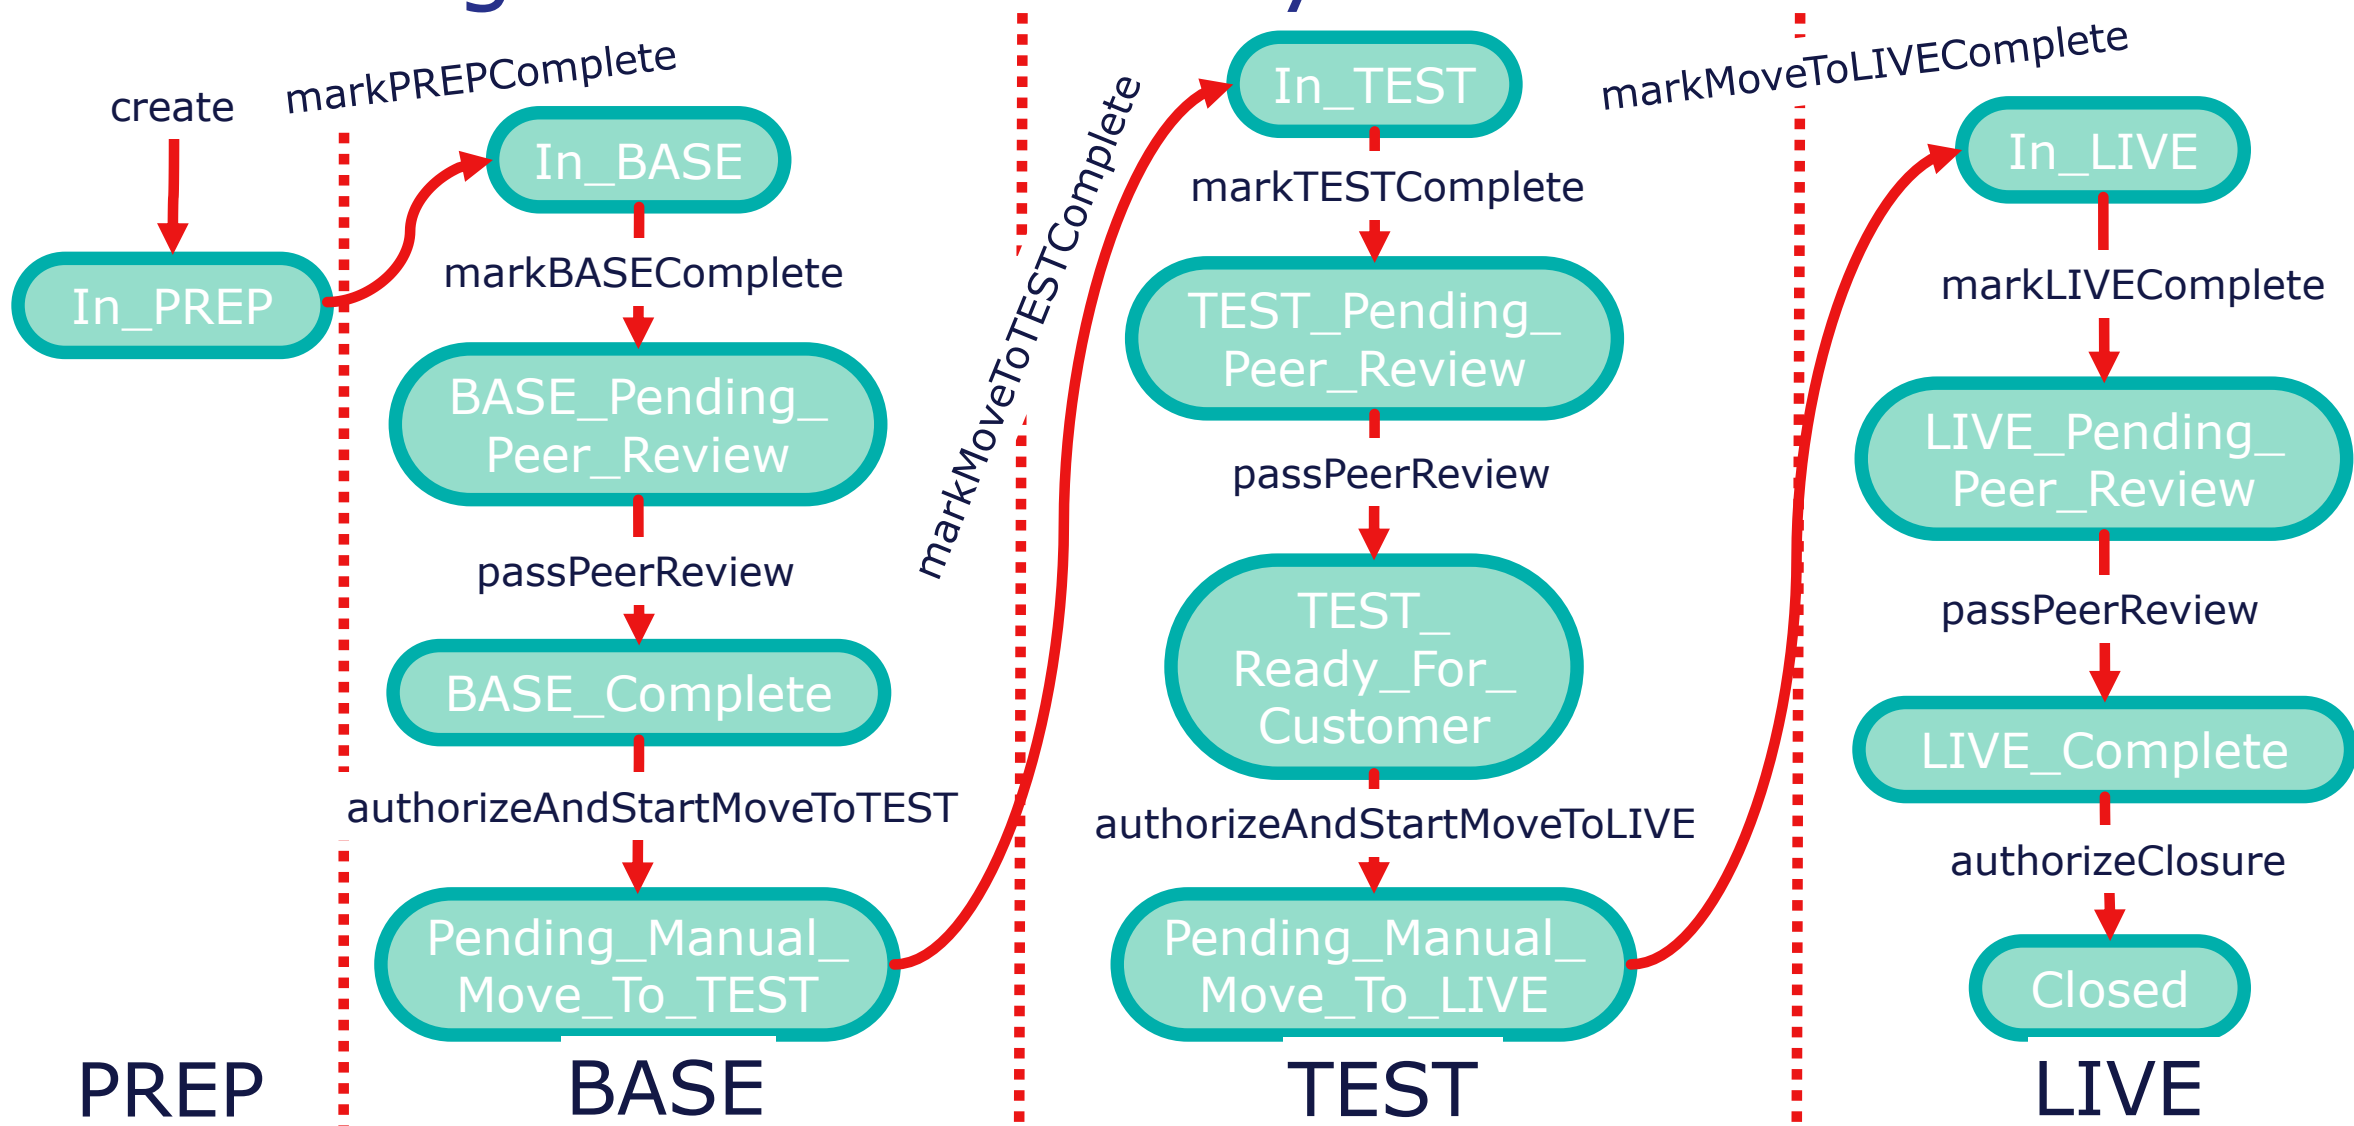 create
In_PREP
PREP
markPREPComplete
In_BASE
markBASEComplete
BASE_Pending_
Peer_Review
passPeerReview
BASE_Complete
authorizeAndStartMoveToTEST
Pending_Manual_
Move_To_TEST
BASE
markMoveToTESTComplete
In_TEST
markTESTComplete
TEST_Pending_
Peer_Review
passPeerReview
TEST_
Ready_For_
Customer
authorizeAndStartMoveToLIVE
Pending_Manual_
Move_To_LIVE
TEST
markMoveToLIVEComplete
In_LIVE
markLIVEComplete
LIVE_Pending_
Peer_Review
passPeerReview
LIVE_Complete
authorizeClosure
Closed
LIVE